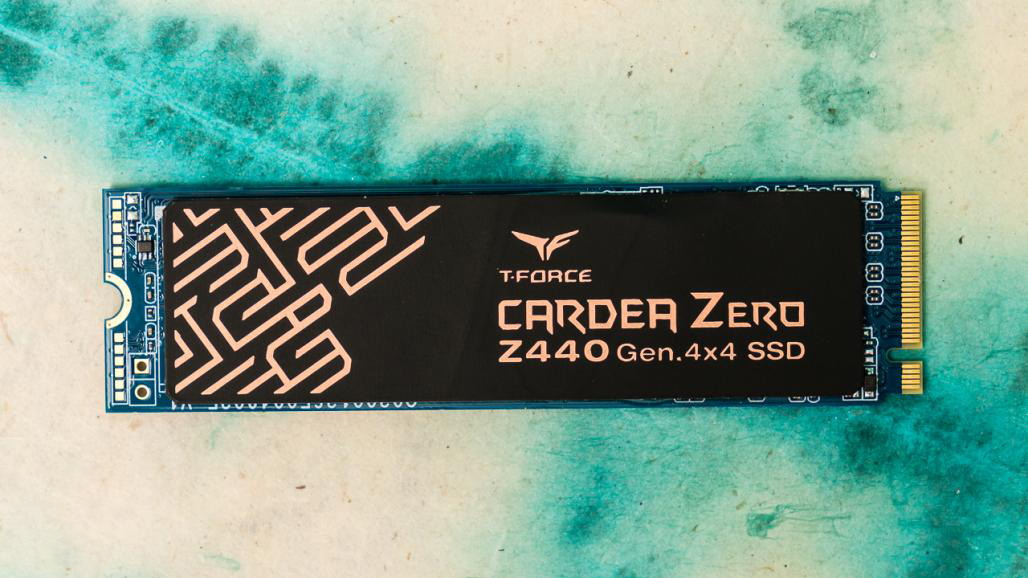 T-FORCE
CARDEA ZERO
Z440 Gen.4x4 SSD